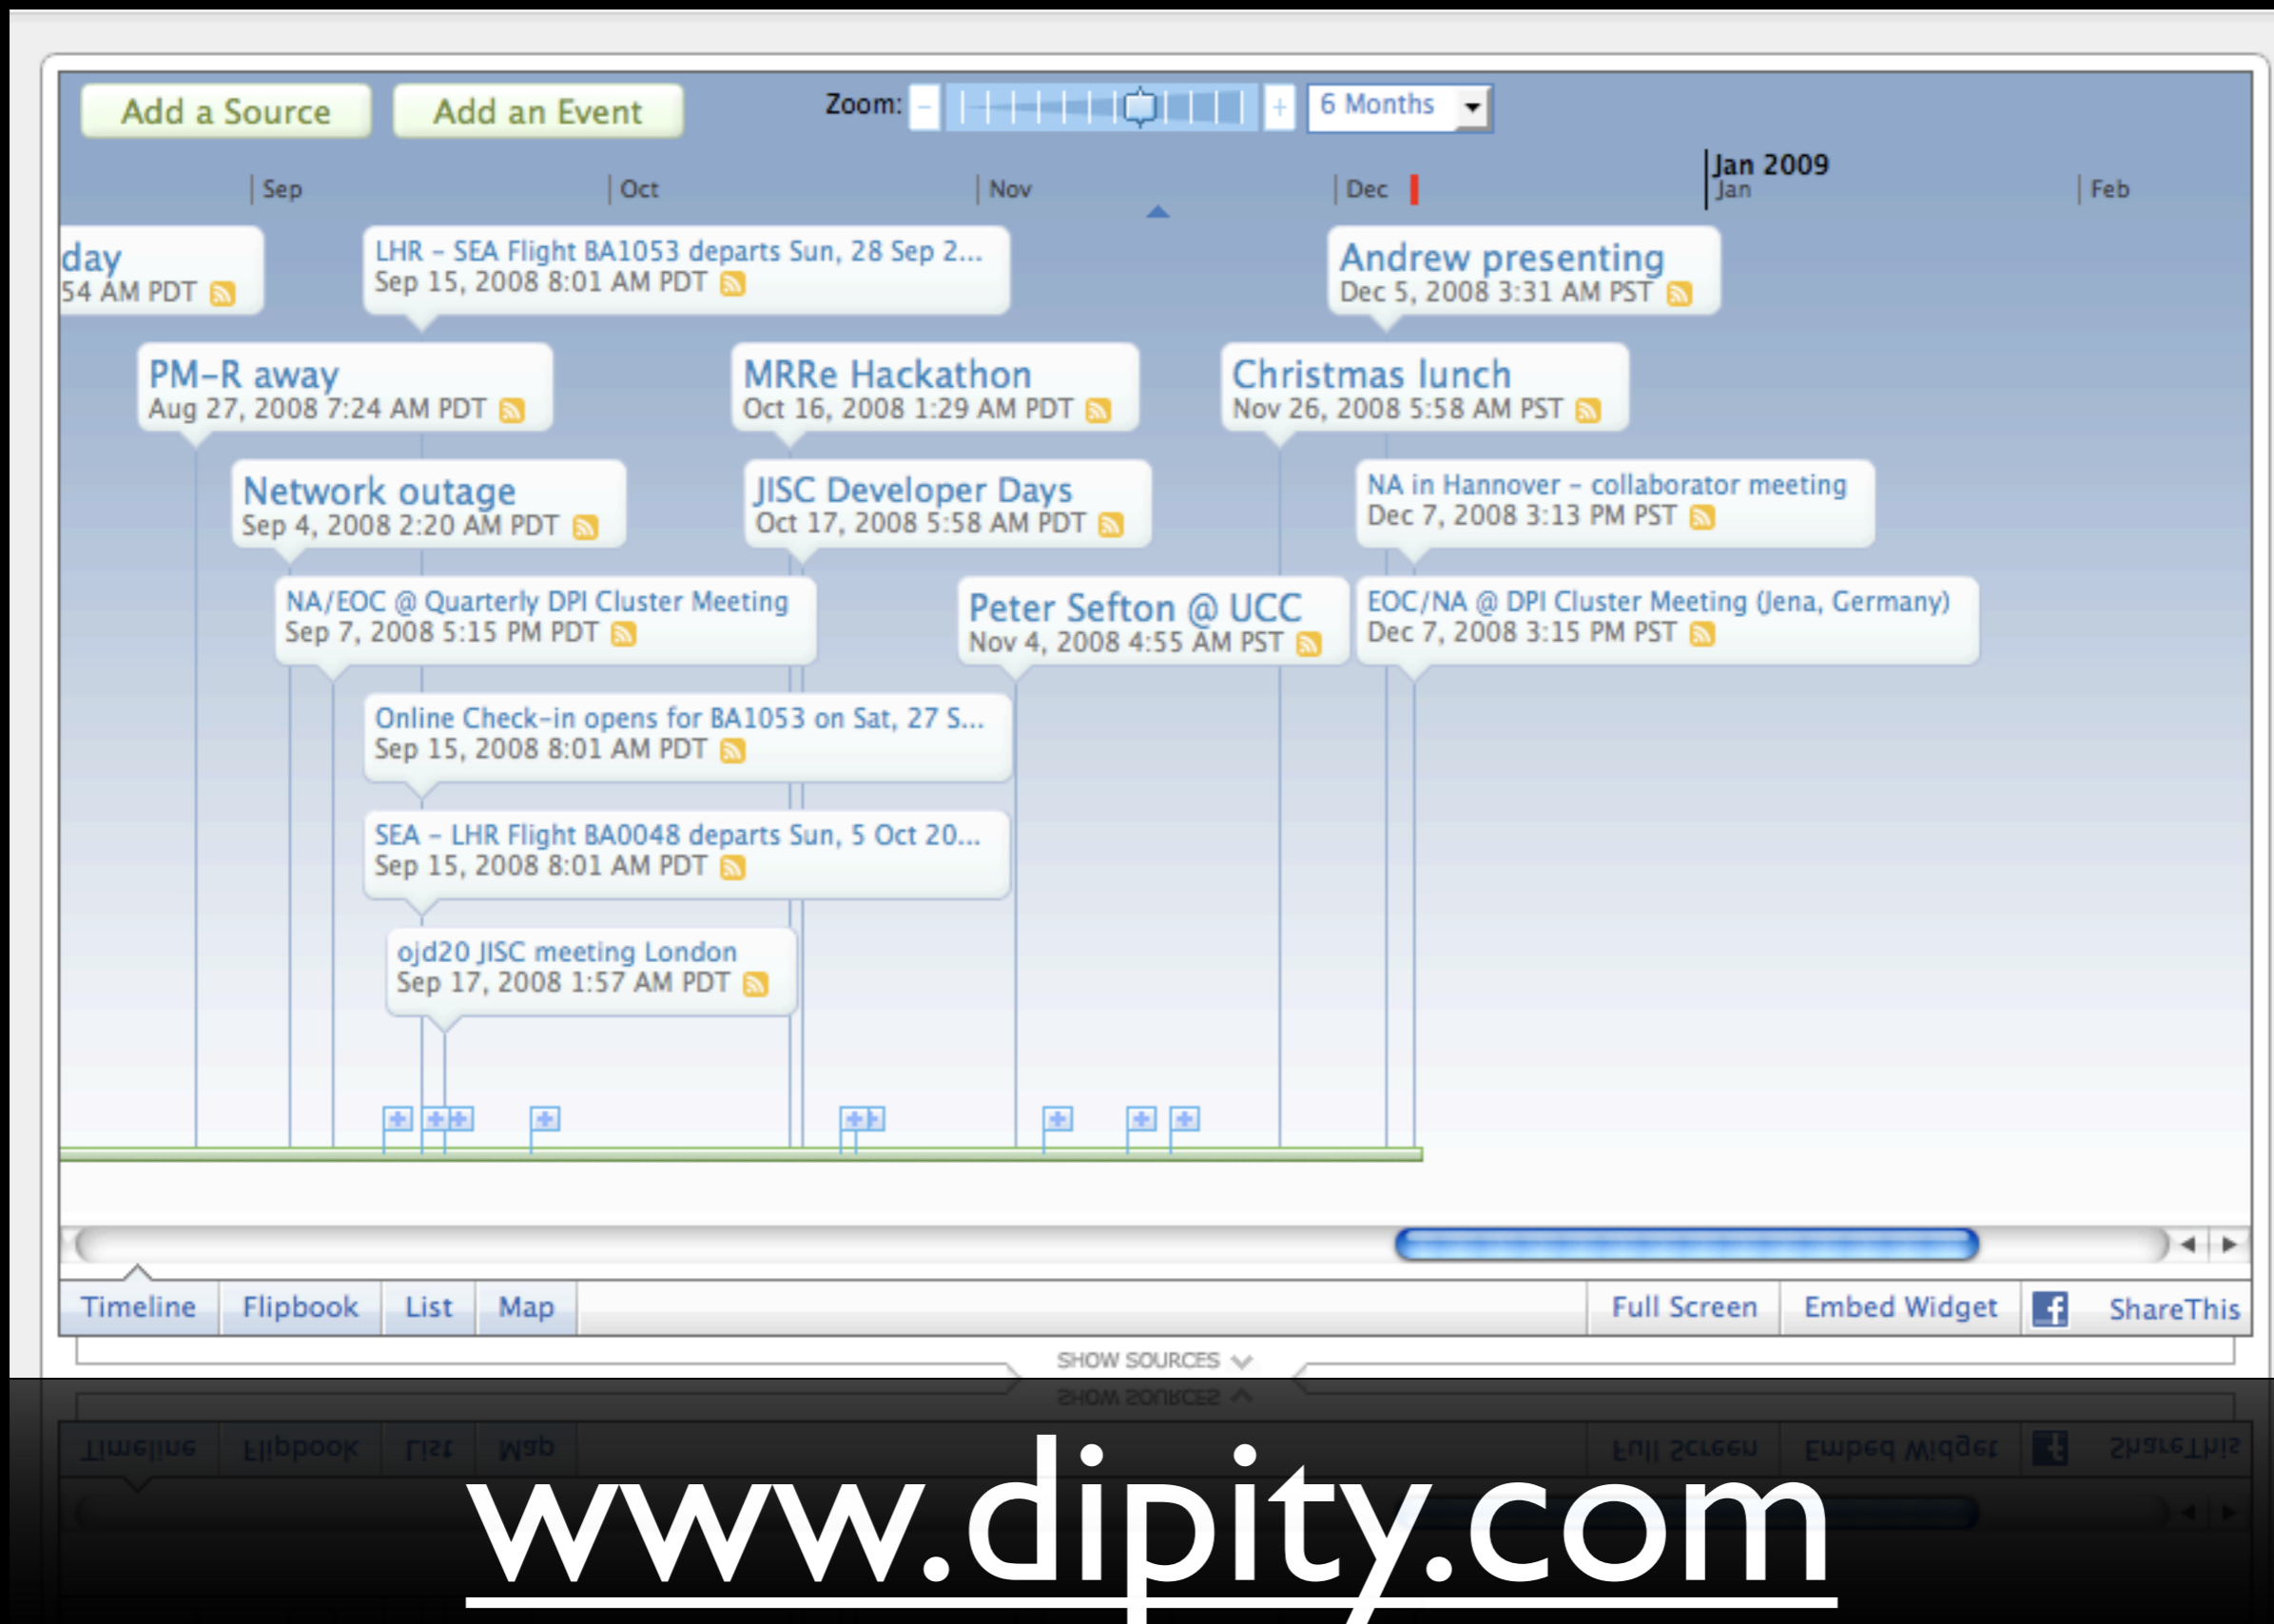 Add a Source
Add an Event
Zoom:
6 Months
Jan 2009
Sep
Oct
Nov
Dec
Jan
Feb
day
54 AM PDT
LHR – SEA Flight BA1053 departs Sun, 28 Sep 2...
Sep 15, 2008 8:01 AM PDT
Andrew presenting
Dec 5, 2008 3:31 AM PST
PM–R away
Aug 27, 2008 7:24 AM PDT
MRRe Hackathon
Oct 16, 2008 1:29 AM PDT
Christmas lunch
Nov 26, 2008 5:58 AM PST
Network outage
Sep 4, 2008 2:20 AM PDT
JISC Developer Days
Oct 17, 2008 5:58 AM PDT
NA in Hannover – collaborator meeting
Dec 7, 2008 3:13 PM PST
NA/EOC @ Quarterly DPI Cluster Meeting
Sep 7, 2008 5:15 PM PDT
Peter Sefton @ UCC
Nov 4, 2008 4:55 AM PST
EOC/NA @ DPI Cluster Meeting (Jena, Germany)
Dec 7, 2008 3:15 PM PST
Online Check–in opens for BA1053 on Sat, 27 S...
Sep 15, 2008 8:01 AM PDT
SEA – LHR Flight BA0048 departs Sun, 5 Oct 20...
Sep 15, 2008 8:01 AM PDT
ojd20 JISC meeting London
Sep 17, 2008 1:57 AM PDT
Timeline
Flipbook
List
Map
Full Screen
Embed Widget
ShareThis
SHOW SOURCES
www.dipity.com